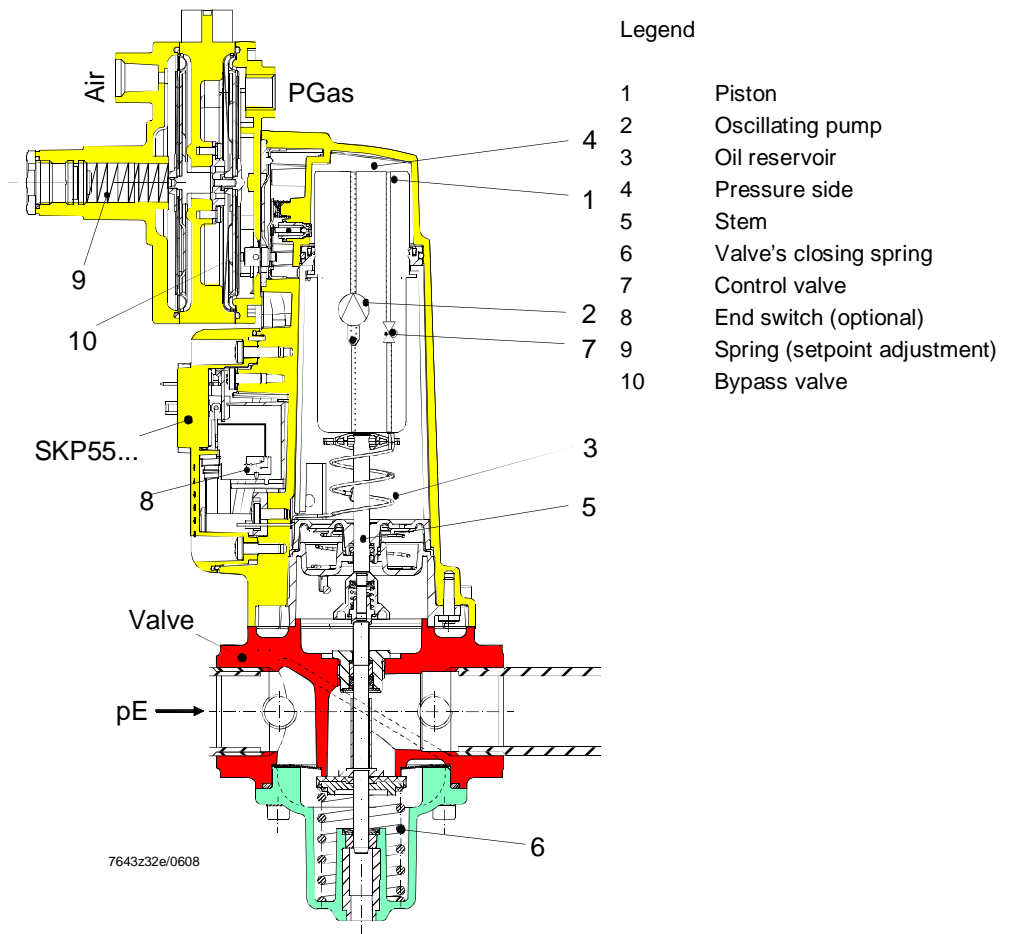 Legend
Air
PGas
1 Piston
2 Oscillating pump
3 Oil reservoir
4 Pressure side
5 Stem
6 Valve's closing spring
7 Control valve
8 End switch (optional)
9 Spring (setpoint adjustment)
10 Bypass valve
4
1
9
2
10
7
SKP55...
3
8
5
Valve
pE
6
7643z32e/0608